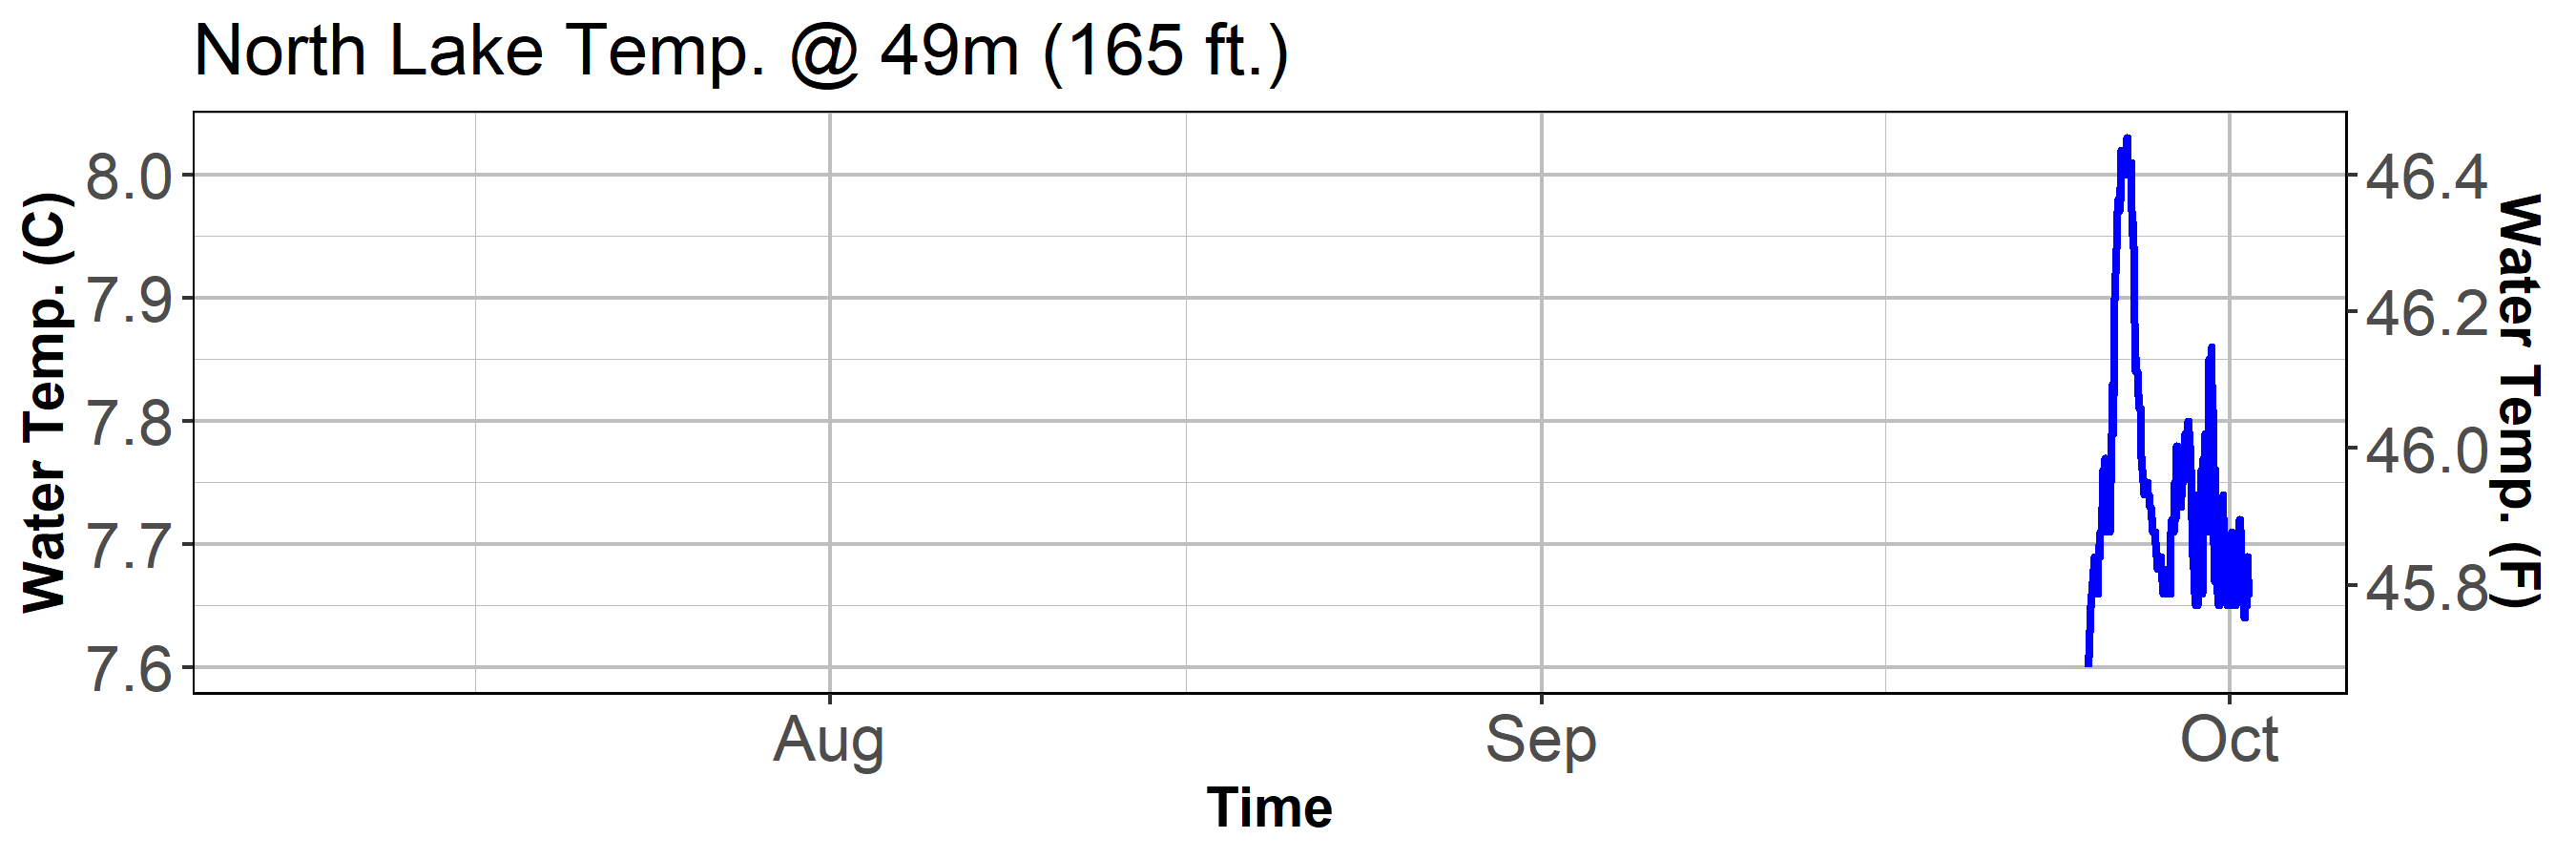 North Lake Temp. @ 49m (165 ft.)
Water Temp. (C)
8.0
7.9
7.8
7.7
7.6
46.4
46.2
46.0
45.8
Water Temp. (F)
Aug
Sep
Oct
Time